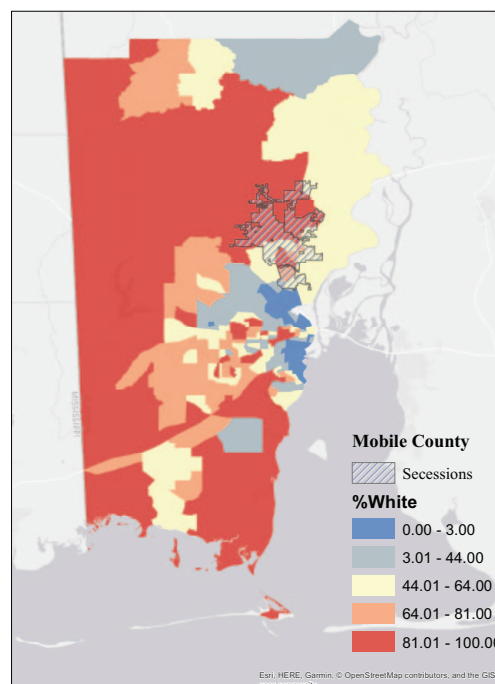 MISSISSIPPI
Mobile County
Secessions
%White
0.00 - 3.00
3.01 - 44.00
44.01 - 64.00
64.01 - 81.00
81.01 - 100.00
Esri, HERE, Garmin, © OpenStreetMap contributors, and the GIS